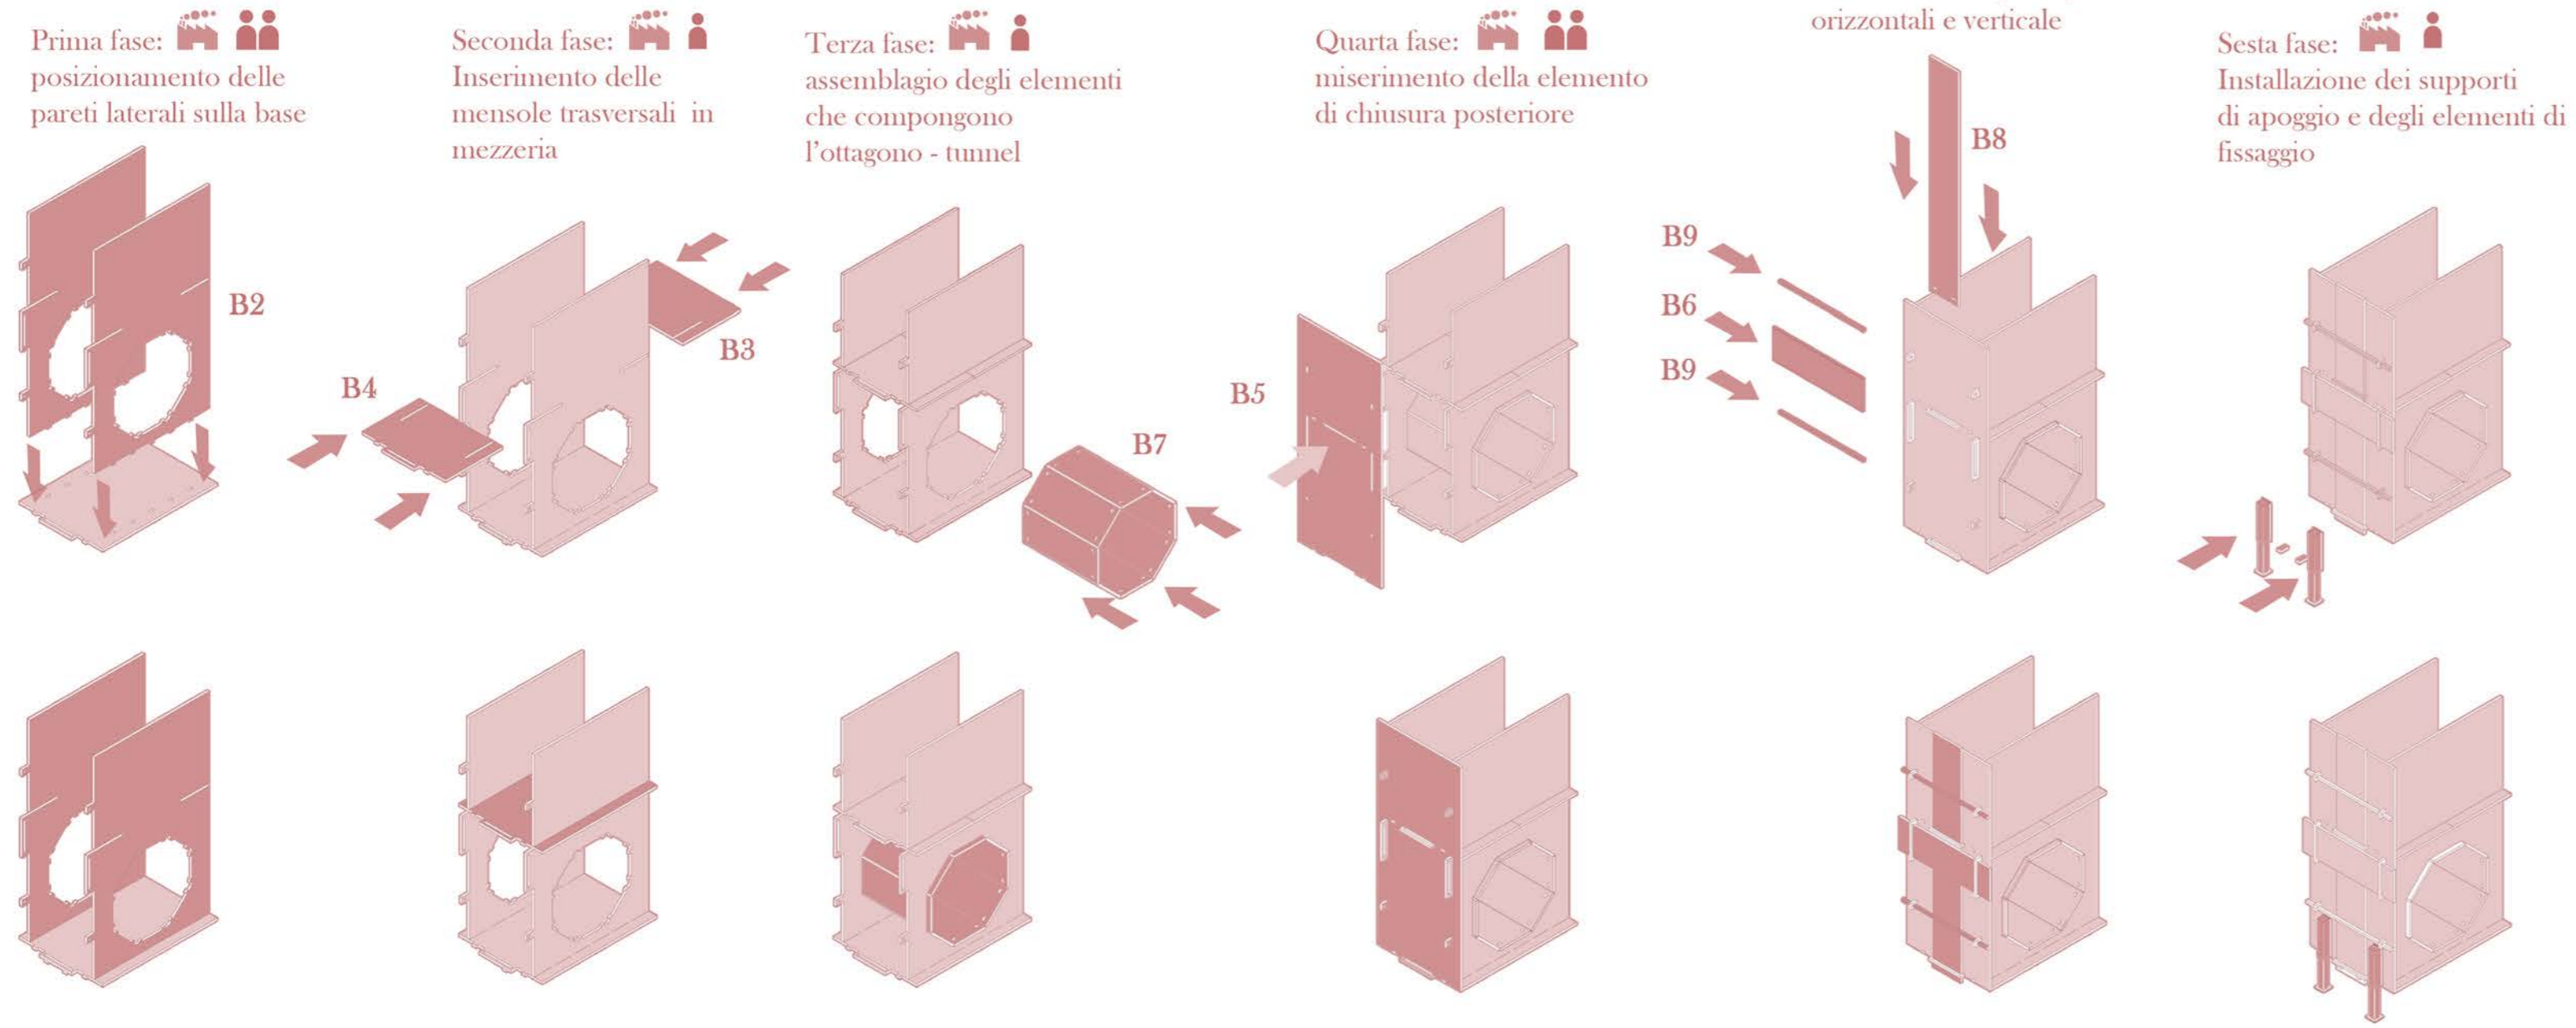 Prima fase:
posizionamento delle
pareti laterali sulla base
B2
Seconda fase:
Inserimento delle
mensole trasversali in
mezzeria
B4
B3
Terza fase:
assemblagio degli elementi
che compongono
l'ottagono - tunnel
B7
Quarta fase:
miserimento della elemento
di chiusura posteriore
B5
orizzontali e verticale
B8
B9
B6
B9
Sesta fase:
Installazione dei supporti
di apoggio e degli elementi di
fissaggio